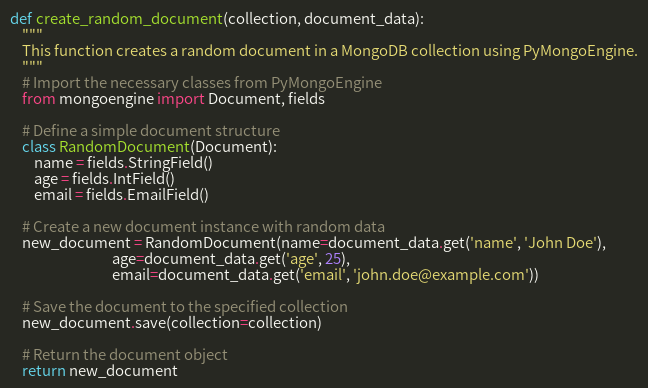 def create_random_document(collection, document_data):
    """
    This function creates a random document in a MongoDB collection using PyMongoEngine.
    """
    # Import the necessary classes from PyMongoEngine
    from mongoengine import Document, fields

    # Define a simple document structure
    class RandomDocument(Document):
        name = fields.StringField()
        age = fields.IntField()
        email = fields.EmailField()

    # Create a new document instance with random data
    new_document = RandomDocument(name=document_data.get('name', 'John Doe'),
                                  age=document_data.get('age', 25),
                                  email=document_data.get('email', 'john.doe@example.com'))

    # Save the document to the specified collection
    new_document.save(collection=collection)

    # Return the document object
    return new_document